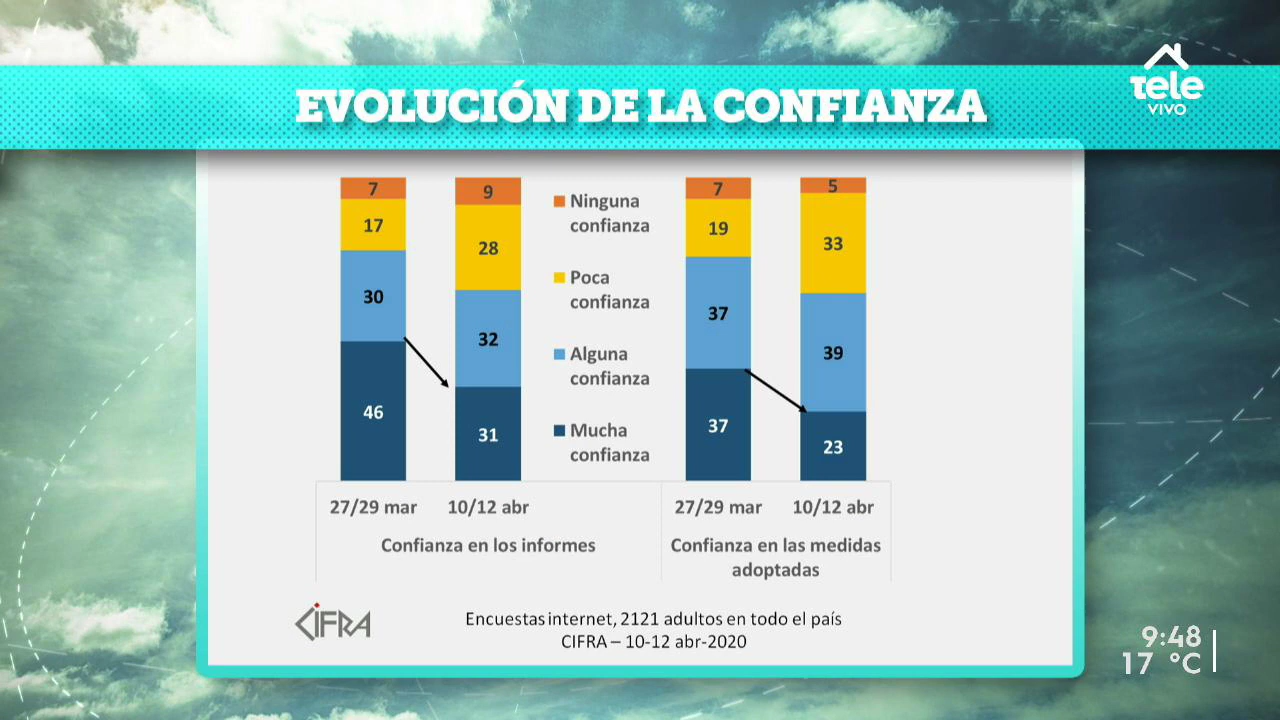 EVOLUCIÓN DE LA CONFIANZA
tele
VIVO
7
17
30
46
9
28
32
31
Ninguna
confianza
Poca
confianza
Alguna
confianza
Mucha
confianza
7
19
37
37
5
33
39
23
27/29 mar
10/12 abr
27/29 mar
10/12 abr
Confianza en los informes
Confianza en las medidas
adoptadas
CIFRA
Encuestas internet, 2121 adultos en todo el país
CIFRA – 10-12 abr-2020
9:48
17 °C